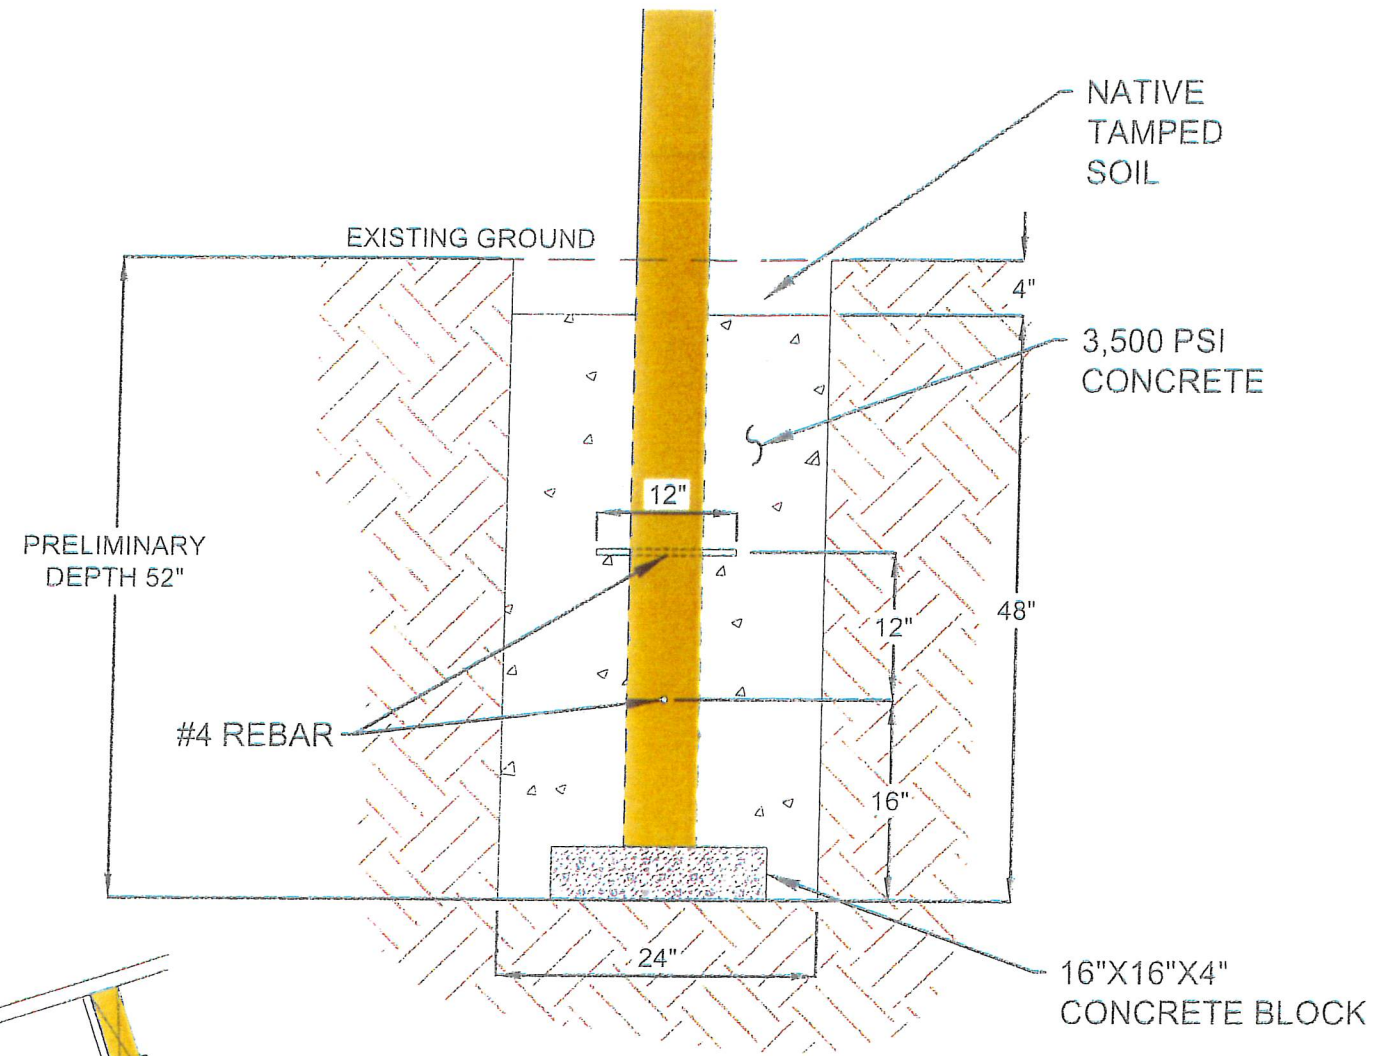 NATIVE
TAMPED
SOIL
EXISTING GROUND
4"
3,500 PSI
CONCRETE
12"
PRELIMINARY
DEPTH 52"
12"
48"
#4 REBAR
16"
24"
16"X16"X4"
CONCRETE BLOCK